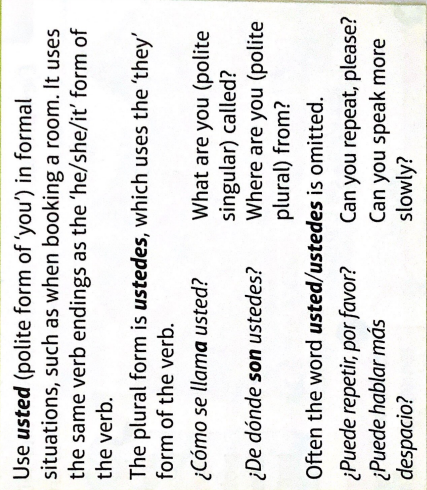 Use usted (polite form of ‘you’) in formal
situations, such as when booking a room. It uses
the same verb endings as the ‘he/she/it’ form of
the verb.
The plural form is ustedes, which uses the ‘they’
form of the verb.
¿Cómo se llama usted? What are you (polite
singular) called?
¿De dónde son ustedes? Where are you (polite
plural) from?
Often the word usted/ustedes is omitted.
¿Puede repetir, por favor? Can you repeat, please?
¿Puede hablar más Can you speak more
despacio? slowly?